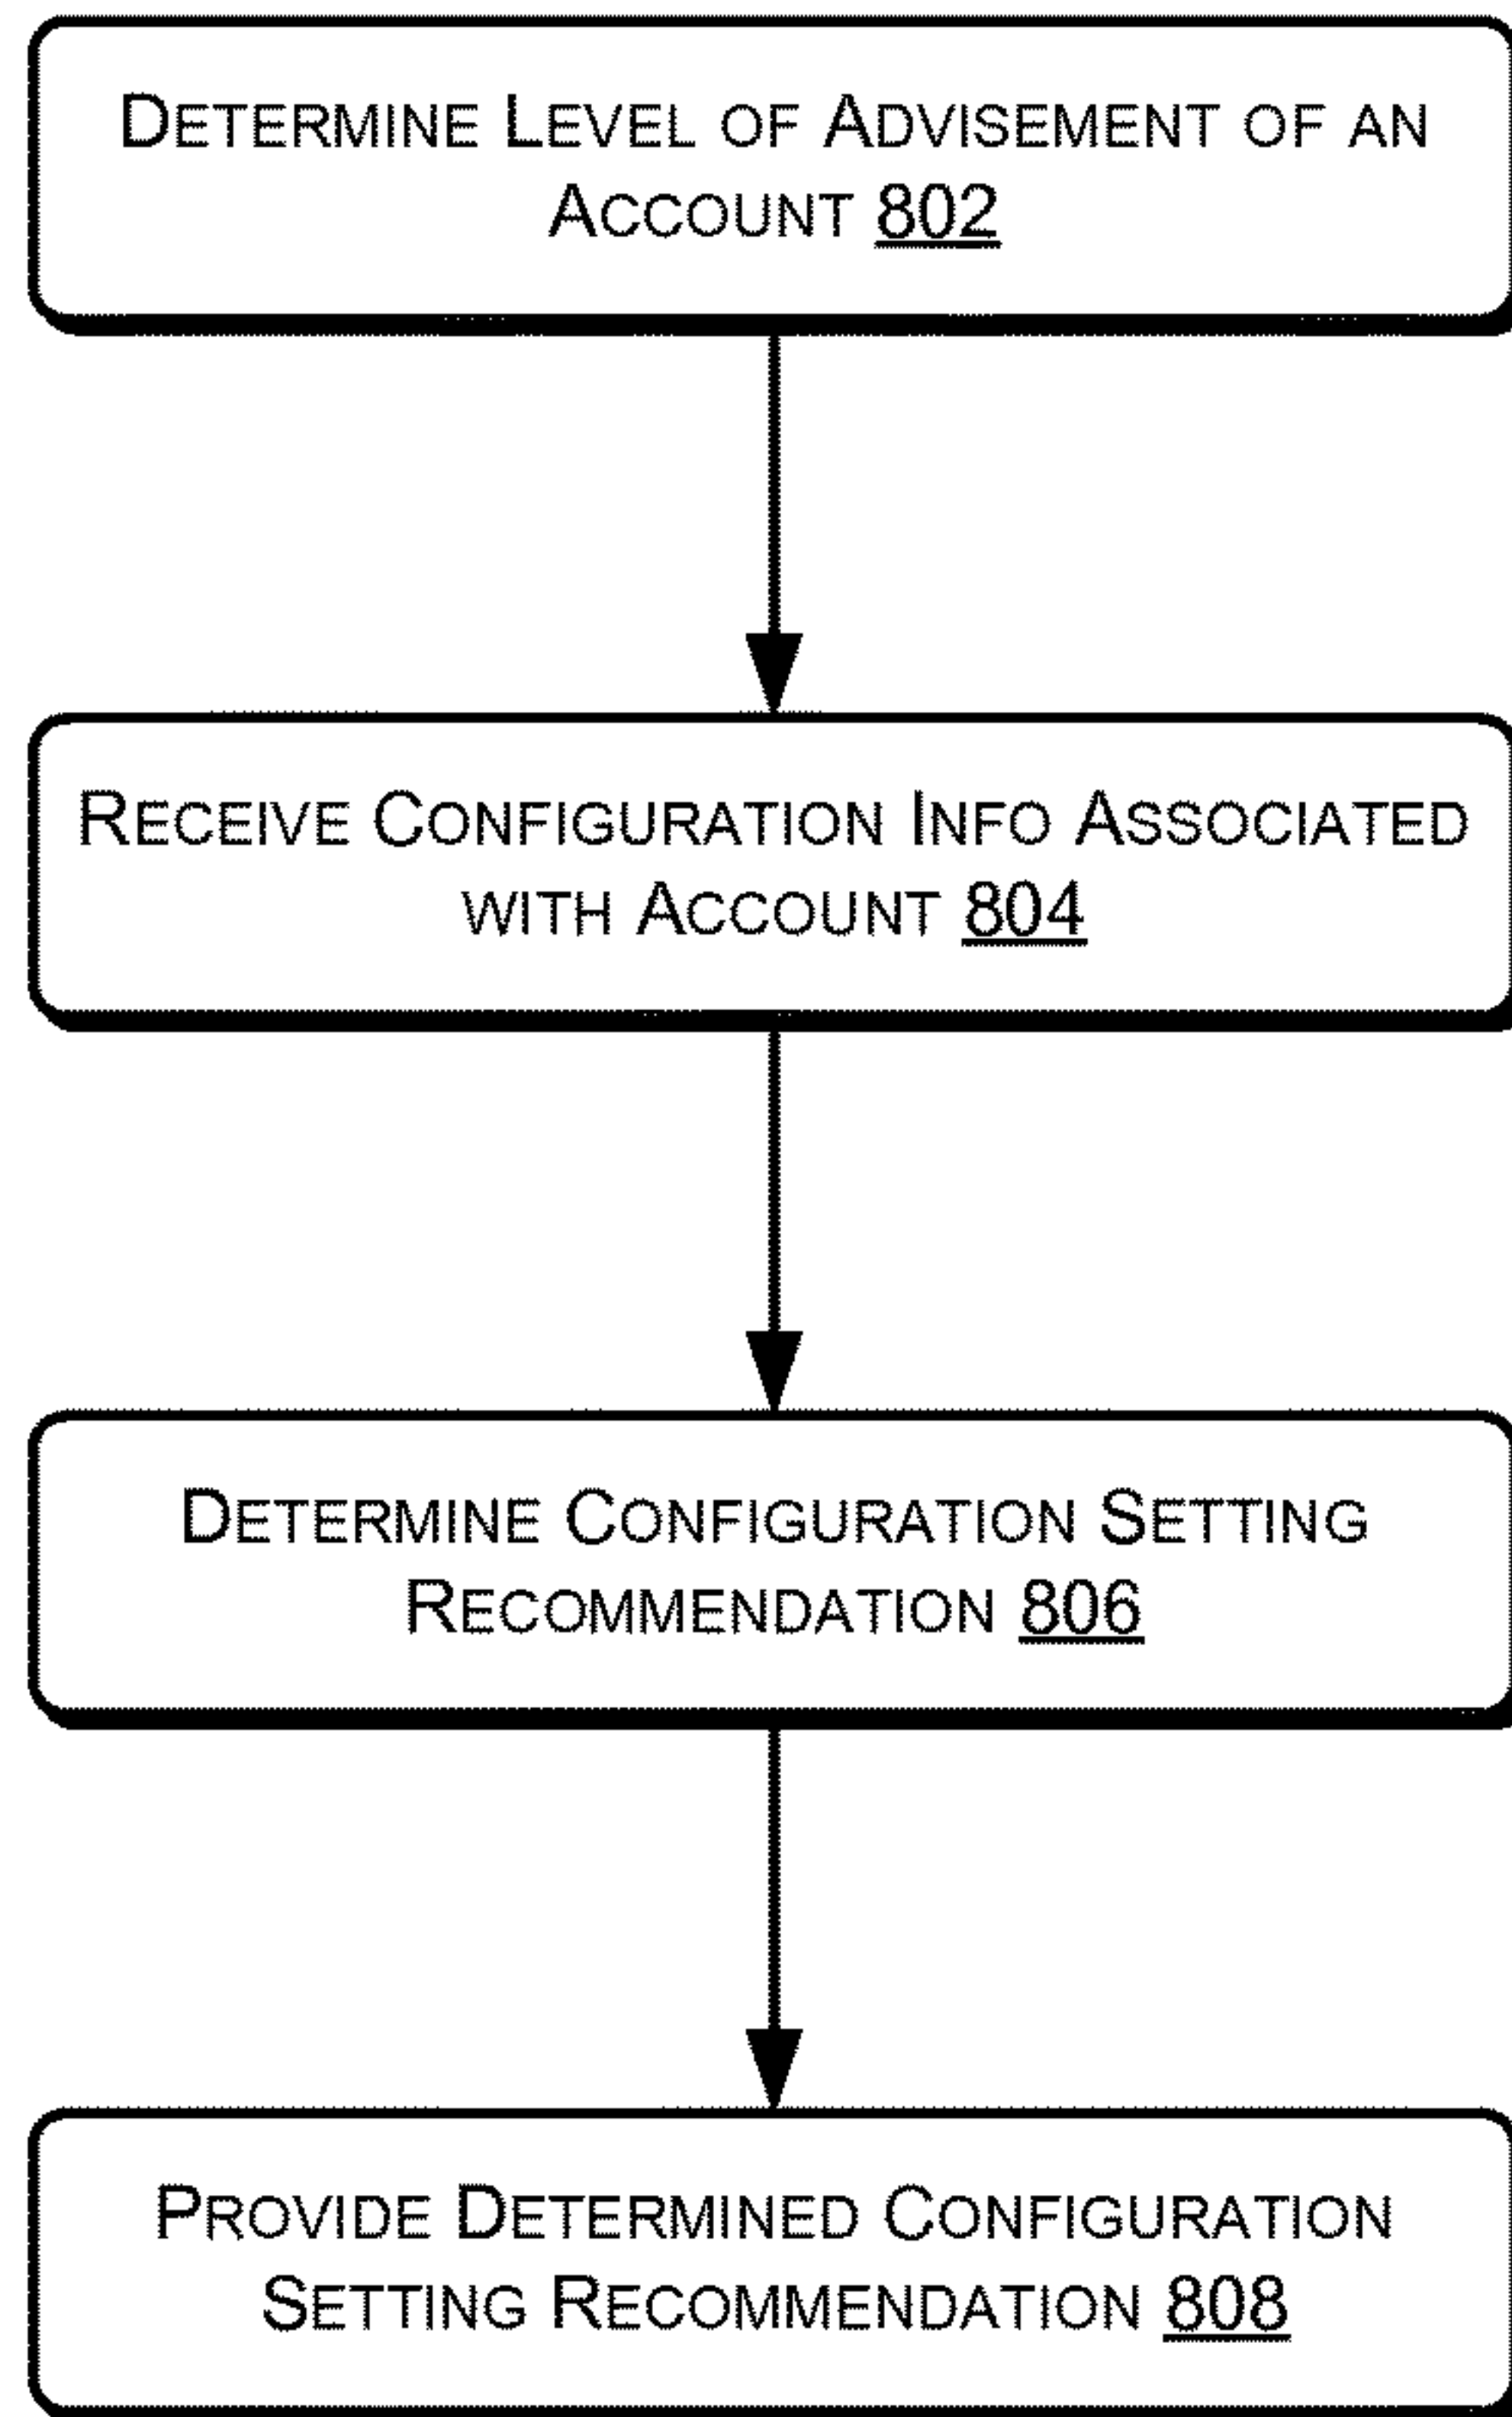 DETERMINE LEVEL OF ADVISEMENT OF AN
ACCOUNT 802
RECEIVE CONFIGURATION INFO ASSOCIATED
WITH ACCOUNT 804
DETERMINE CONFIGURATION SETTING
RECOMMENDATION 806
PROVIDE DETERMINED CONFIGURATION
SETTING RECOMMENDATION 808